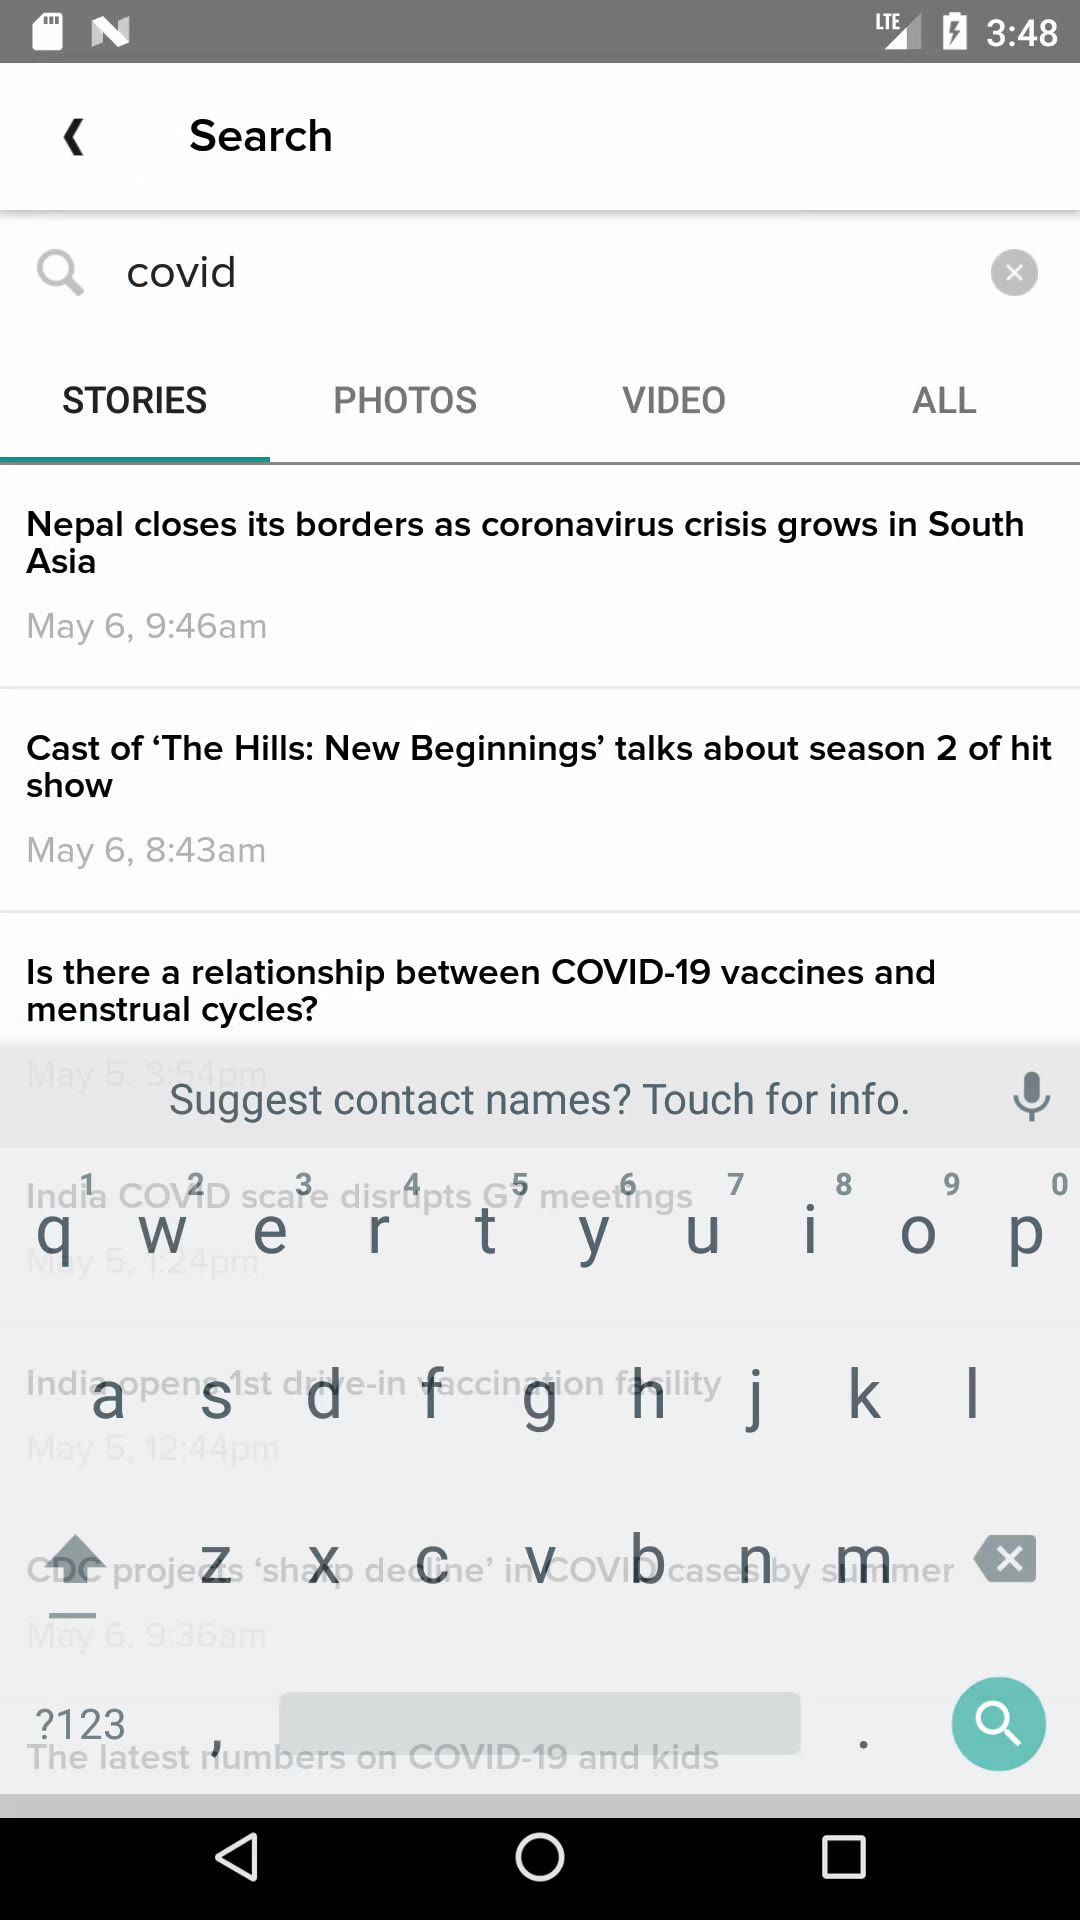 LTE 3:48
Search
covid
STORIES PHOTOS VIDEO ALL
Nepal closes its borders as coronavirus crisis grows in South
Asia
May 6, 9:46am
Cast of ‘The Hills: New Beginnings’ talks about season 2 of hit
show
May 6, 8:43am
Is there a relationship between COVID-19 vaccines and
menstrual cycles?
May 5, 3:54pm
Suggest contact names? Touch for info.
India COVID scare disrupts G7 meetings
1 2 3 4 5 6 7 8 9 0
q w e r t y u i o p
May 5, 1:24pm
India opens 1st drive-in vaccination facility
a s d f g h j k l
May 5, 12:44pm
CDC projects ‘sharp decline’ in COVID cases by summer
z x c v b n m
May 6, 9:36am
?123 , .
The latest numbers on COVID-19 and kids